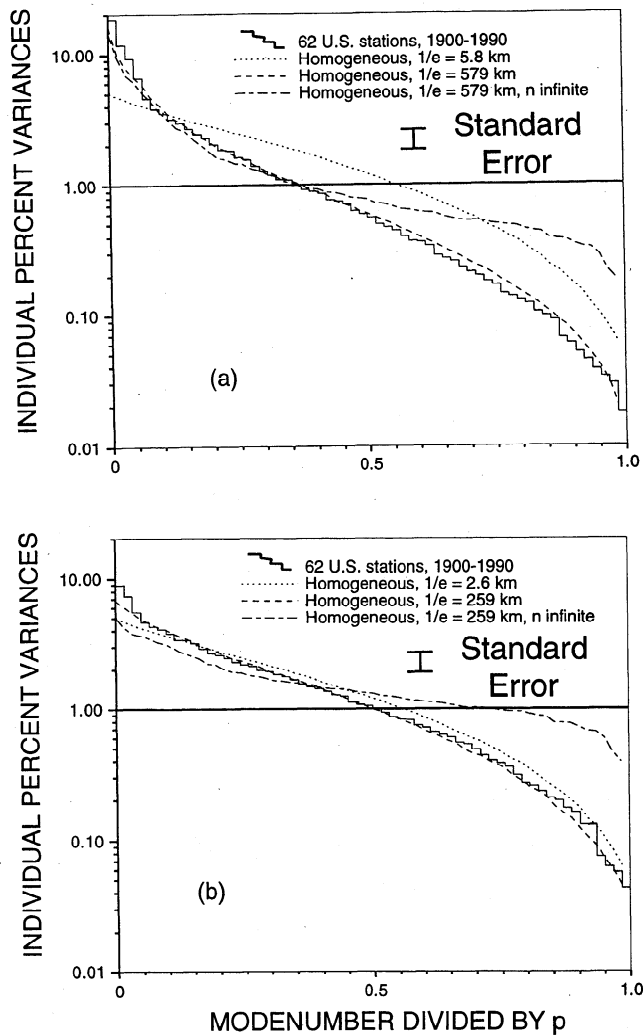 INDIVIDUAL PERCENT VARIANCES
10.00
1.00
0.10
0.01
62 U.S. stations, 1900-1990
Homogeneous, 1/e = 5.8 km
Homogeneous, 1/e = 579 km
Homogeneous, 1/e = 579 km, n infinite
Standard
Error
(a)
0
0.5
1.0
INDIVIDUAL PERCENT VARIANCES
10.00
1.00
0.10
0.01
62 U.S. stations, 1900-1990
Homogeneous, 1/e = 2.6 km
Homogeneous, 1/e = 259 km
Homogeneous, 1/e = 259 km, n infinite
Standard
Error
(b)
0
0.5
1.0
MODENUMBER DIVIDED BY p